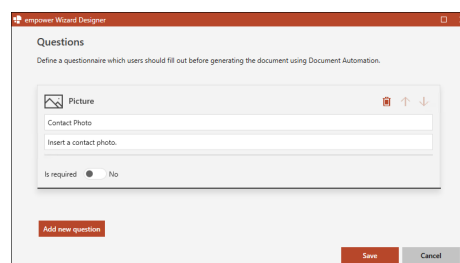 empower Wizard Designer
Questions
Define a questionnaire which users should fill out before generating the document using Document Automation.
Picture
Contact Photo
Insert a contact photo.
Is required No
Add new question
Save Cancel